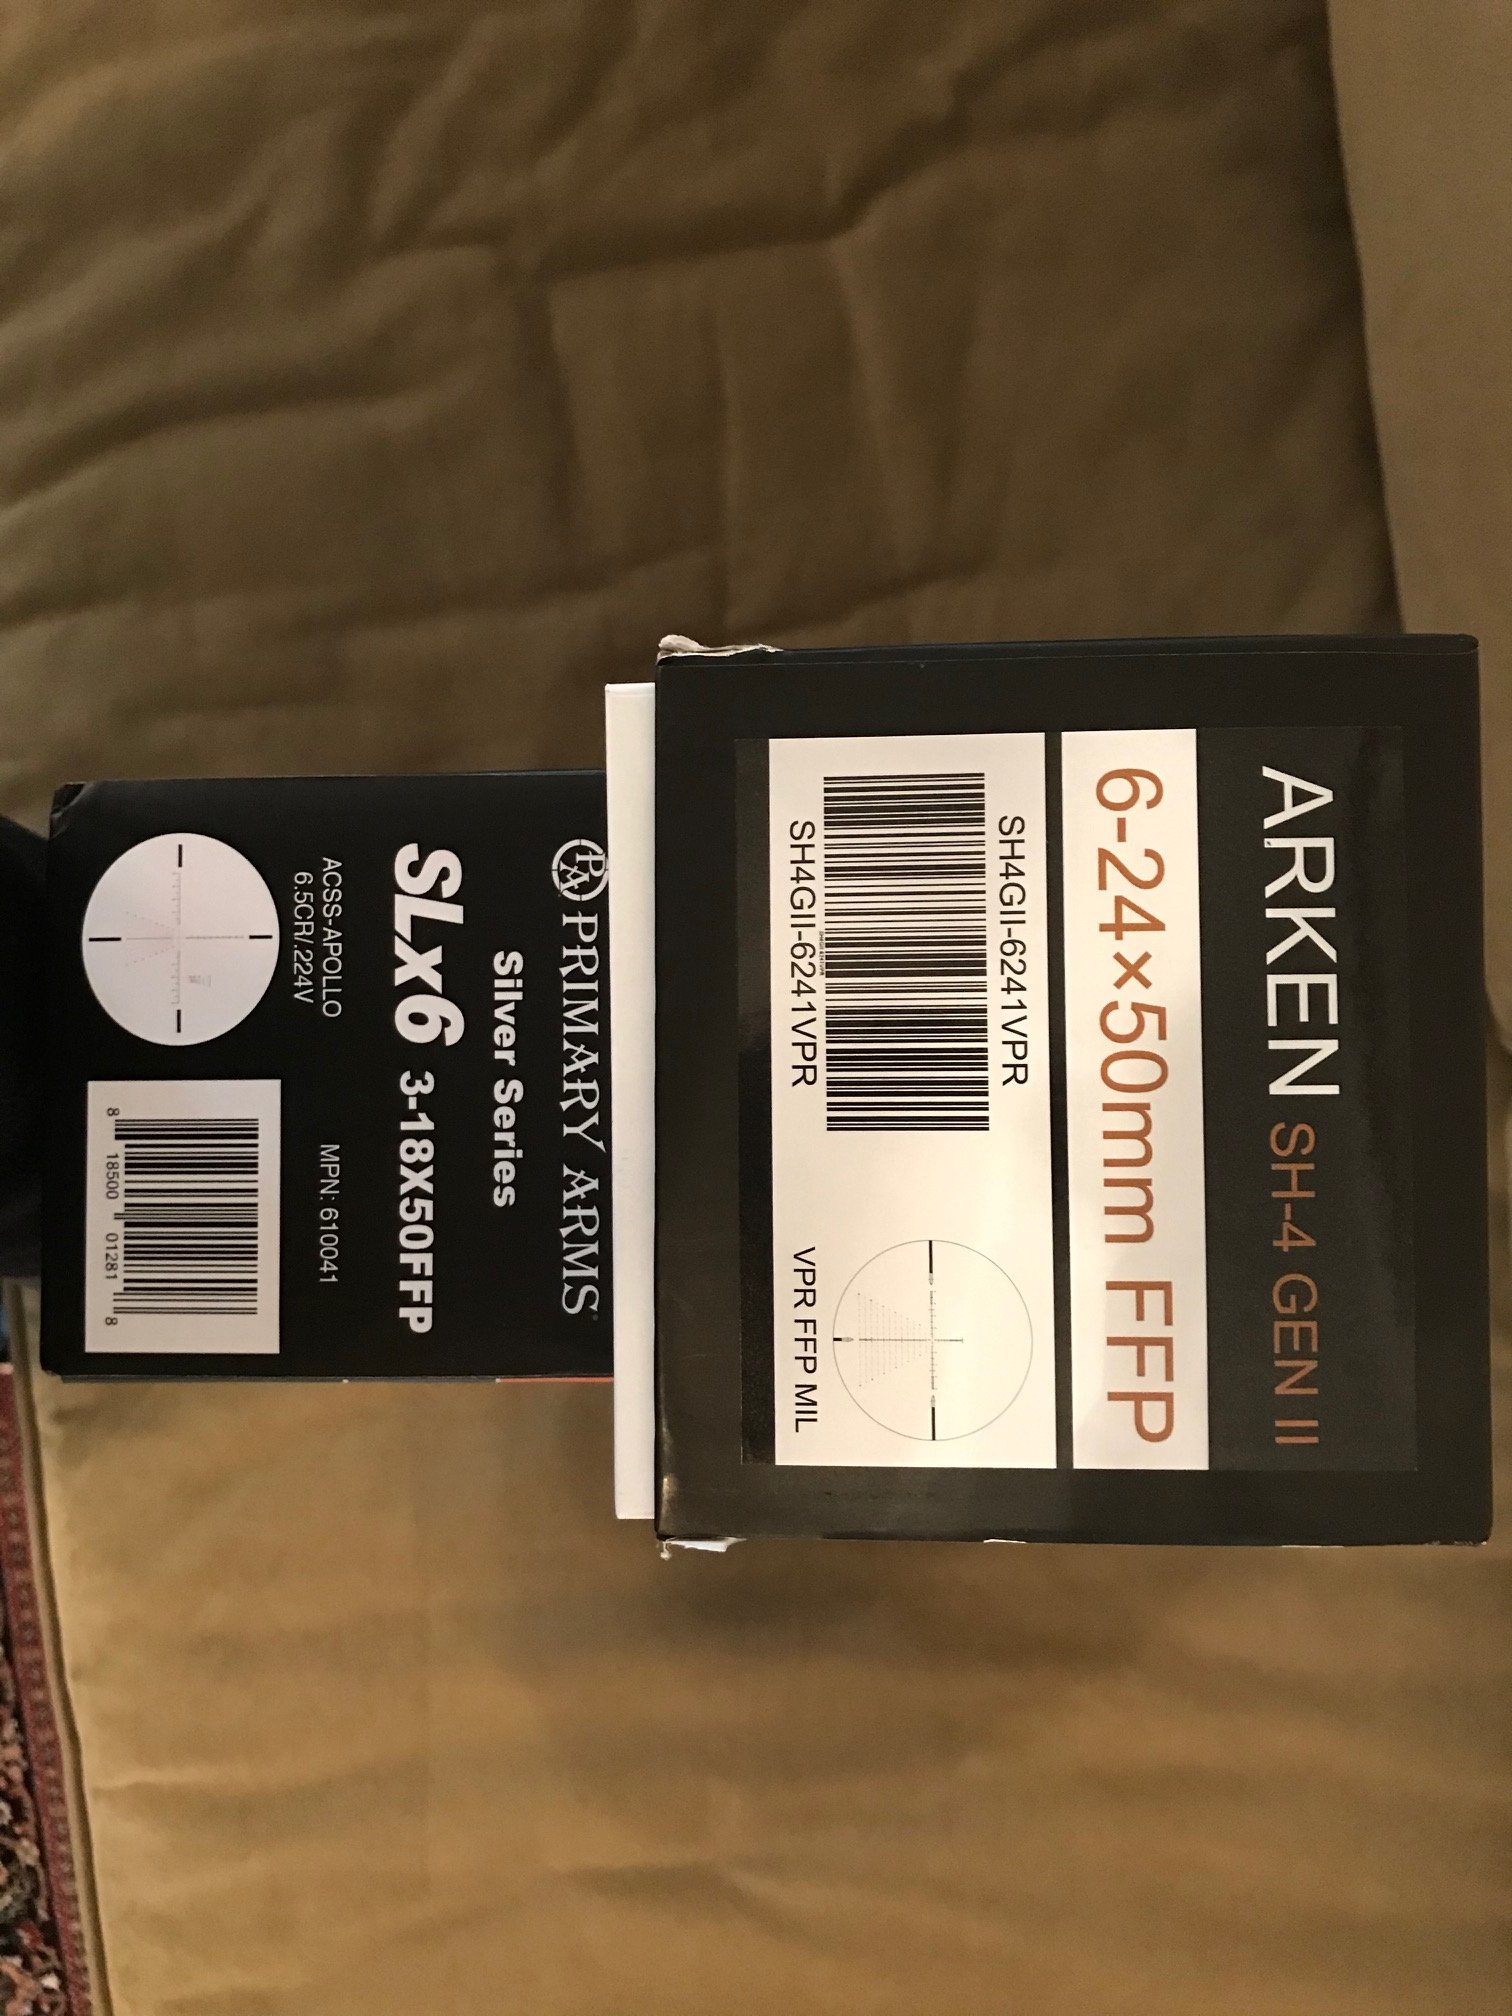 ARKEN SH-4 GEN II
6-24×50mm FFP
SH4GII-6241VPR
SH4GII-6241VPR
VPR FFP MIL
PA
PRIMARY ARMS
Silver Series
SLx6 3-18X50FFP
ACSS-APOLLO
6.5CR/.224V
MPN: 610041
8 18500 01281 8